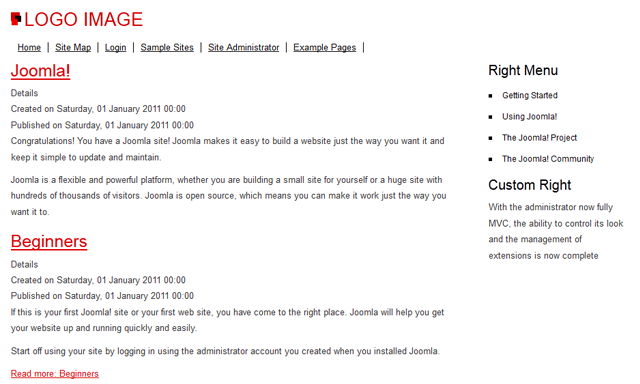 LOGO IMAGE
Home | Site Map | Login | Sample Sites | Site Administrator | Example Pages |
Joomla!
Details
Created on Saturday, 01 January 2011 00:00
Published on Saturday, 01 January 2011 00:00
Congratulations! You have a Joomla site! Joomla makes it easy to build a website just the way you want it and
keep it simple to update and maintain.
Joomla is a flexible and powerful platform, whether you are building a small site for yourself or a huge site with
hundreds of thousands of visitors. Joomla is open source, which means you can make it work just the way you
want it to.
Beginners
Details
Created on Saturday, 01 January 2011 00:00
Published on Saturday, 01 January 2011 00:00
If this is your first Joomla! site or your first web site, you have come to the right place. Joomla will help you get
your website up and running quickly and easily.
Start off using your site by logging in using the administrator account you created when you installed Joomla.
Read more: Beginners
Right Menu
Getting Started
Using Joomla!
The Joomla! Project
The Joomla! Community
Custom Right
With the administrator now fully
MVC, the ability to control its look
and the management of
extensions is now complete